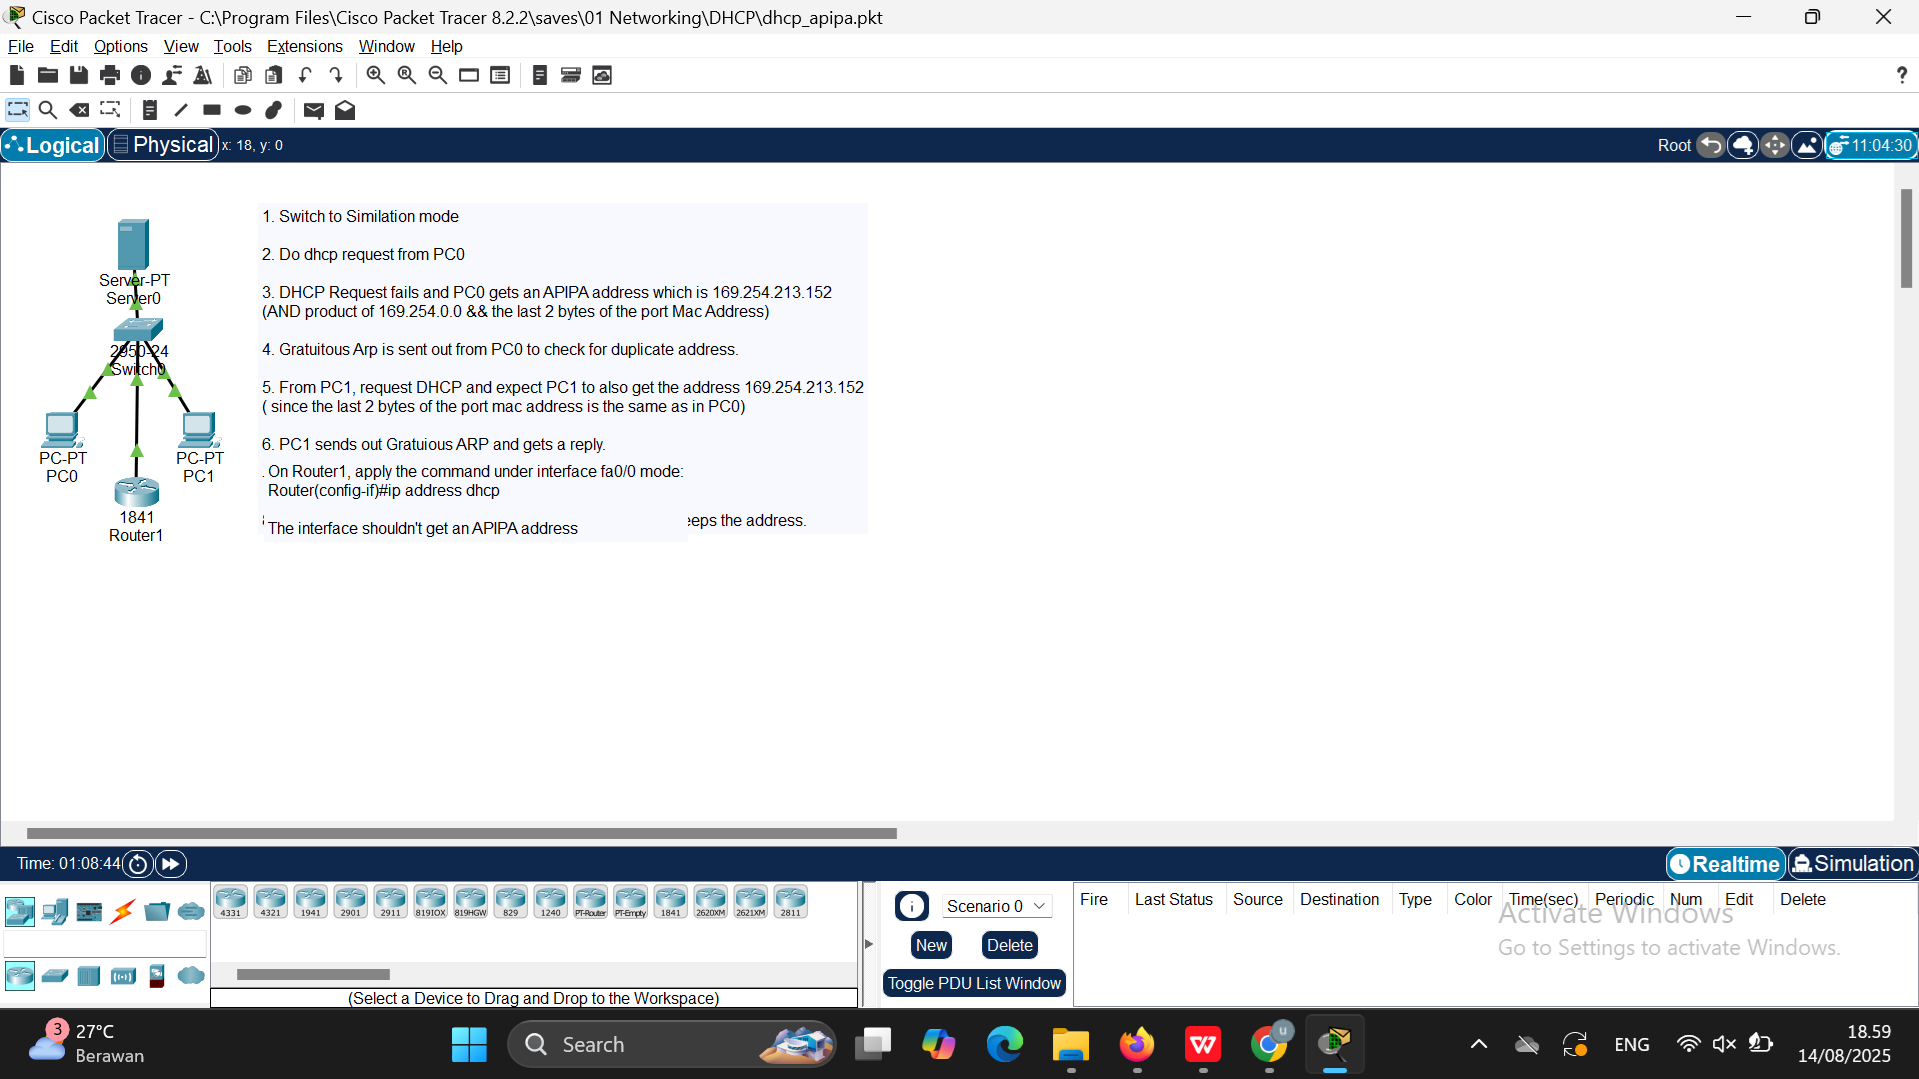 Cisco Packet Tracer - C:\Program Files\Cisco Packet Tracer 8.2.2\saves\01 Networking\DHCP\dhcp_apipa.pkt
File Edit Options View Tools Extensions Window Help
?
Logical Physical x: 18, y: 0 Root 11:04:30
1. Switch to Similation mode
2. Do dhcp request from PC0
3. DHCP Request fails and PC0 gets an APIPA address which is 169.254.213.152
(AND product of 169.254.0.0 && the last 2 bytes of the port Mac Address)
4. Gratuitous Arp is sent out from PC0 to check for duplicate address.
5. From PC1, request DHCP and expect PC1 to also get the address 169.254.213.152
( since the last 2 bytes of the port mac address is the same as in PC0)
6. PC1 sends out Gratuious ARP and gets a reply.
. On Router1, apply the command under interface fa0/0 mode:
Router(config-if)#ip address dhcp
eeps the address.
The interface shouldn't get an APIPA address
Server-PT
Server0
2950-24
Switch0
PC-PT
PC0
PC-PT
PC1
1841
Router1
Time: 01:08:44 Realtime Simulation
4331 4321 1941 2901 2911 819IOX 819HGW 829 1240 PT-Router PT-Empty 1841 2620XM 2621XM 2811
(Select a Device to Drag and Drop to the Workspace)
Scenario 0
New Delete
Toggle PDU List Window
Fire Last Status Source Destination Type Color Time(sec) Periodic Num Edit Delete
Activate Windows
Go to Settings to activate Windows.
3 27°C
Berawan
Search
ENG
18.59
14/08/2025